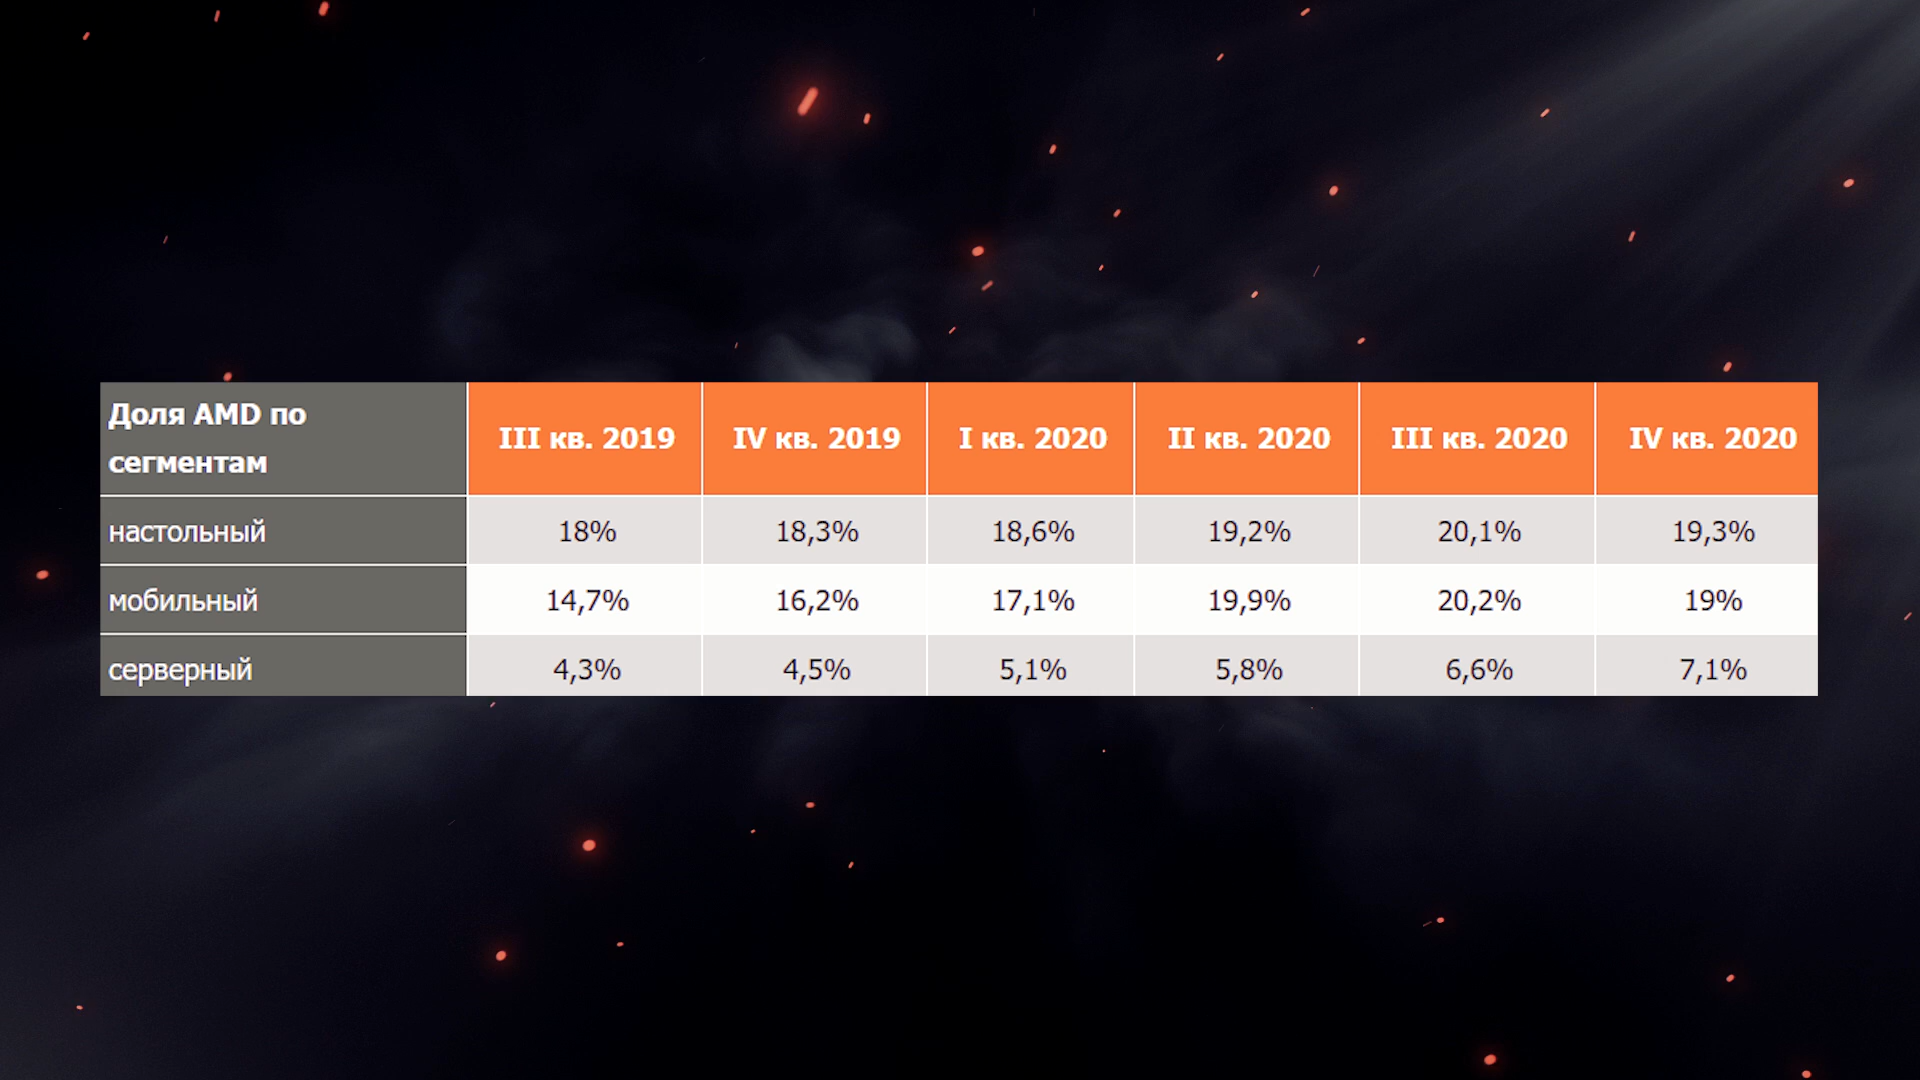 Доля AMD по
сегментам
III кв. 2019 IV кв. 2019 I кв. 2020 II кв. 2020 III кв. 2020 IV кв. 2020
настольный 18% 18,3% 18,6% 19,2% 20,1% 19,3%
мобильный 14,7% 16,2% 17,1% 19,9% 20,2% 19%
серверный 4,3% 4,5% 5,1% 5,8% 6,6% 7,1%